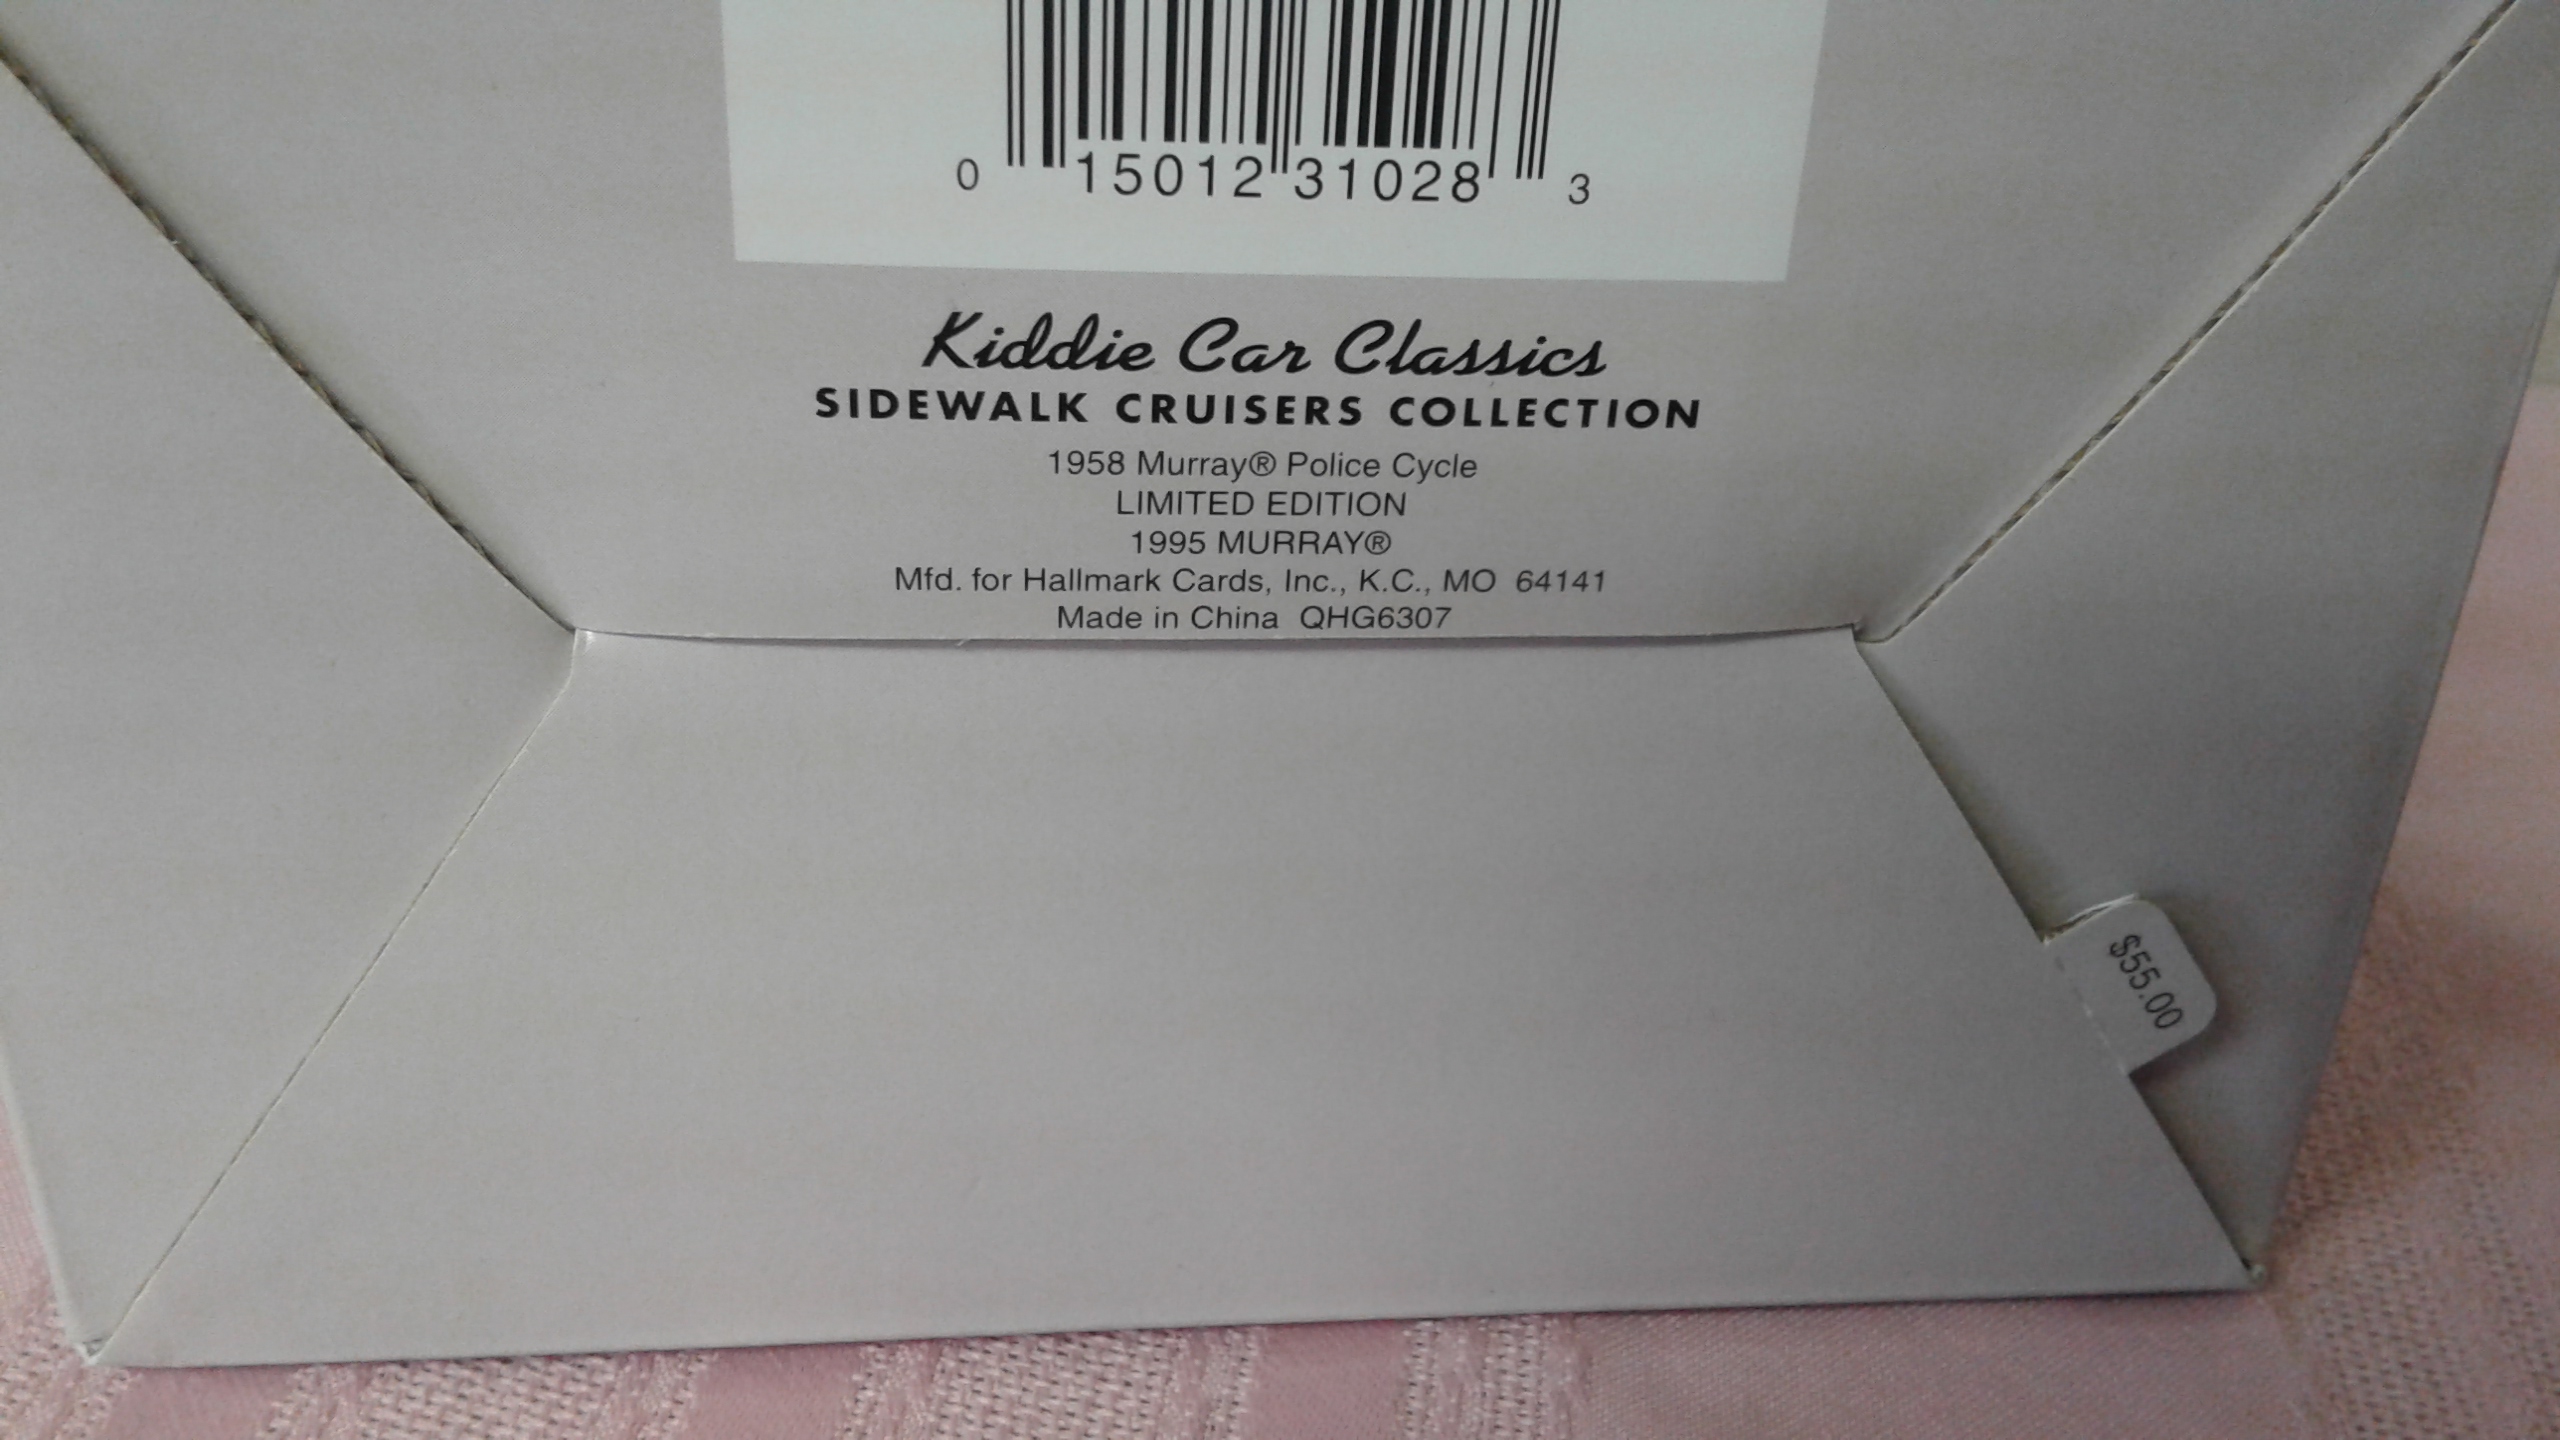 0 15012 31028 3
Kiddie Car Classics
SIDEWALK CRUISERS COLLECTION
1958 Murray® Police Cycle
LIMITED EDITION
1995 MURRAY®
Mfd. for Hallmark Cards, Inc., K.C., MO 64141
Made in China QHG6307
$55.00